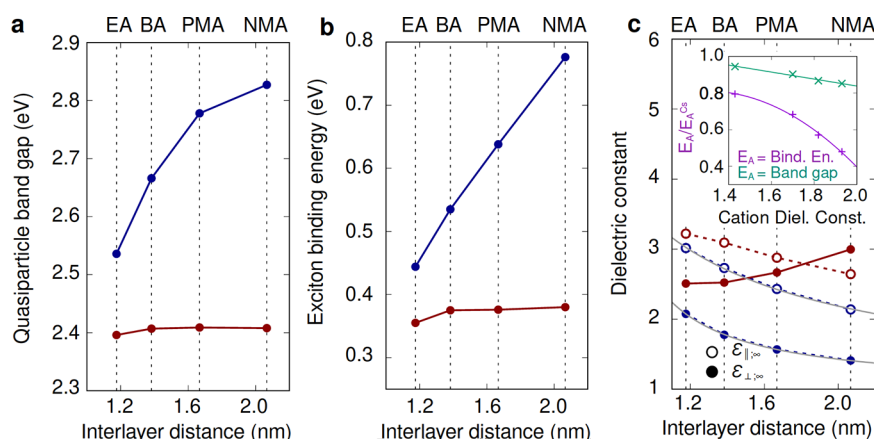 a
EA BA PMA NMA
Quasiparticle band gap (eV)
2.9
2.8
2.7
2.6
2.5
2.4
2.3
1.2 1.6 2.0
Interlayer distance (nm)
b
EA BA PMA NMA
Exciton binding energy (eV)
0.8
0.7
0.6
0.5
0.4
0.3
1.2 1.6 2.0
Interlayer distance (nm)
c
EA BA PMA NMA
Dielectric constant
6
5
4
3
2
1
E_A/E_A^Cs
1.0
0.8
0.6
0.4
E_A = Bind. En.
E_A = Band gap
1.4 1.6 1.8 2.0
Cation Diel. Const.
ε∥;∞
ε⊥;∞
1.2 1.6 2.0
Interlayer distance (nm)